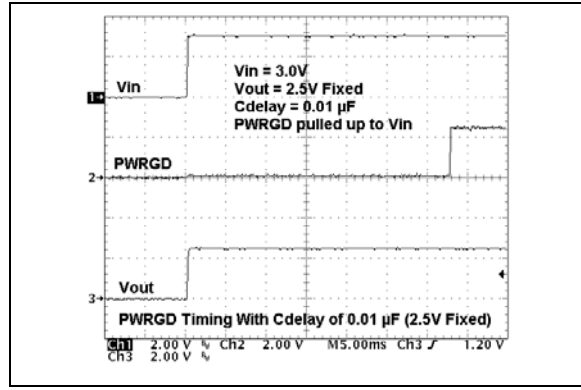 Vin = 3.0V
Vout = 2.5V Fixed
Cdelay = 0.01 µF
PWRGD pulled up to Vin
Vin
1
PWRGD
2
Vout
3
PWRGD Timing With Cdelay of 0.01 µF (2.5V Fixed)
Ch1 2.00 V Ch2 2.00 V M5.00ms Ch3 1.20 V
Ch3 2.00 V